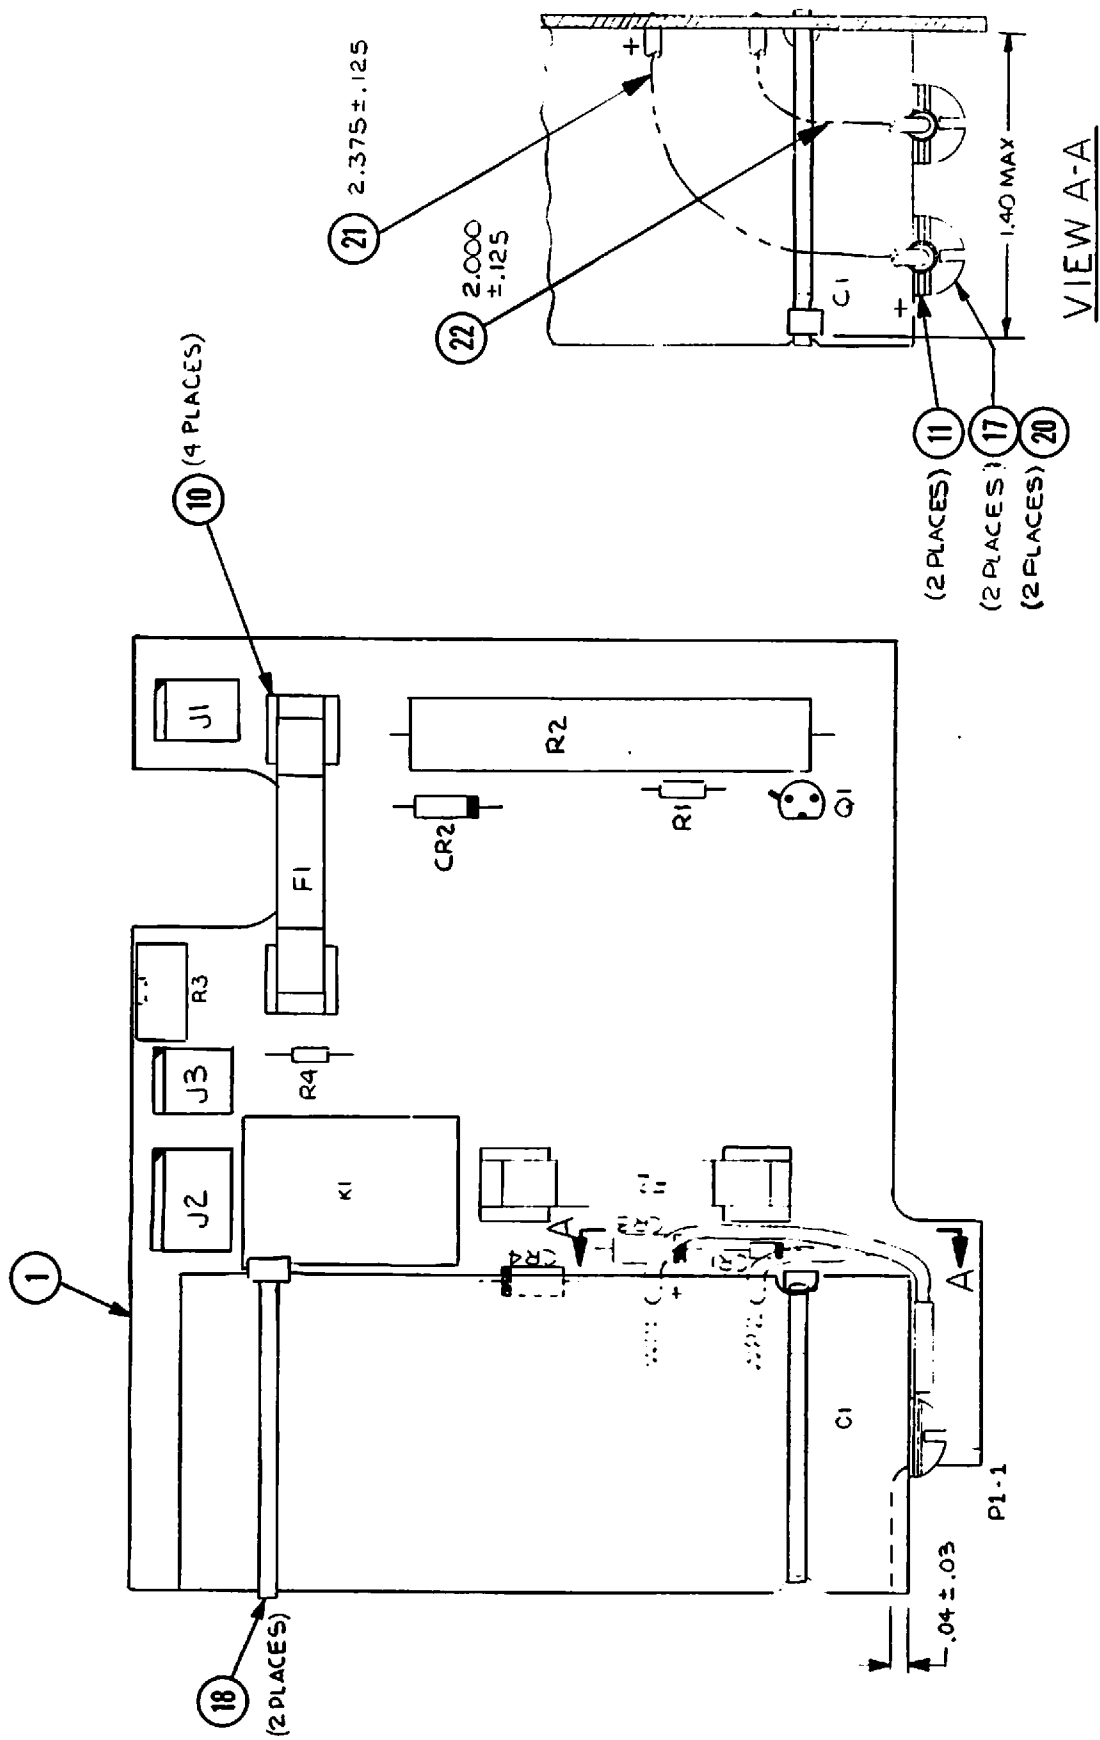 1
18
(2 PLACES)
J2
J3
R3
J1
10
(4 PLACES)
K1
R4
F1
CR2
R2
R1
Q1
CR4
A
CR1
+
C1
A
P1-1
.04 ±.03
21
2.375±.125
22
2.000
±.125
+
C1
+
1.40 MAX
(2 PLACES) 11
(2 PLACES) 17
(2 PLACES) 20
VIEW A-A